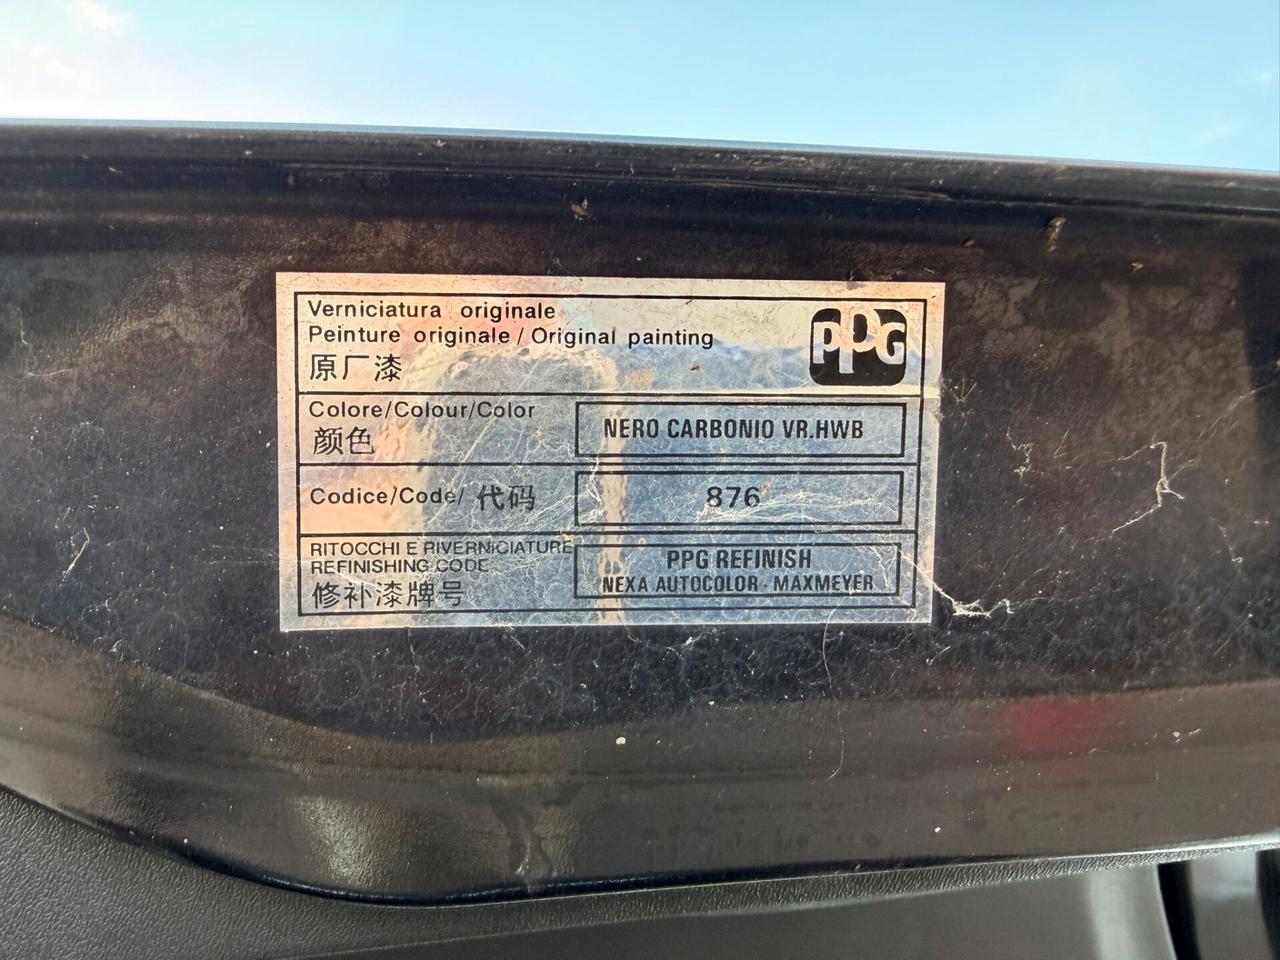 Verniciatura originale
Peinture originale / Original painting
原厂漆
PPG
Colore/Colour/Color
颜色
NERO CARBONIO VR.HWB
Codice/Code/ 代码
876
RITOCCHI E RIVERNICIATURE
REFINISHING CODE
修补漆牌号
PPG REFINISH
NEXA AUTOCOLOR - MAXMEYER